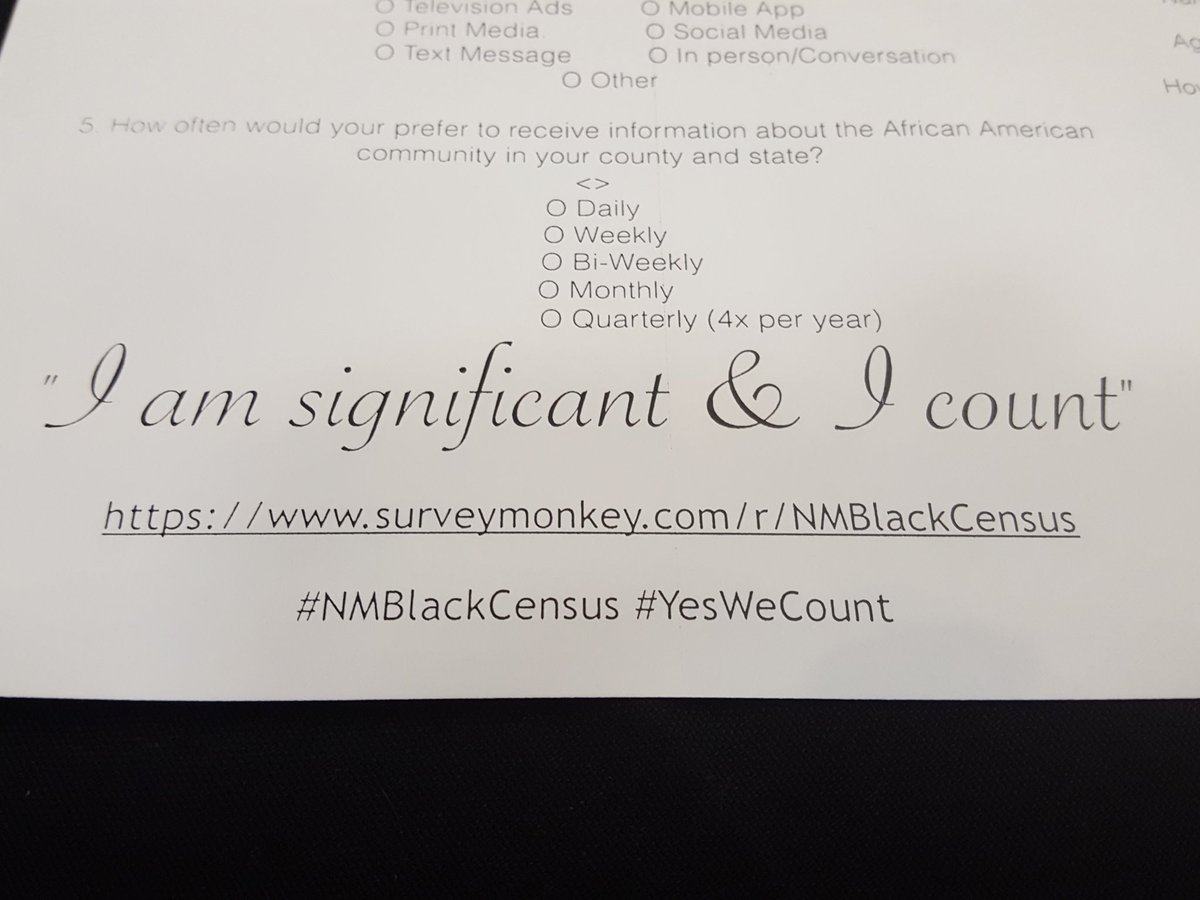 O Television Ads O Mobile App
O Print Media. O Social Media
O Text Message O In person/Conversation
O Other
5. How often would your prefer to receive information about the African American
community in your county and state?
<>
O Daily
O Weekly
O Bi-Weekly
O Monthly
O Quarterly (4x per year)
"I am significant & I count"
https://www.surveymonkey.com/r/NMBlackCensus
#NMBlackCensus #YesWeCount